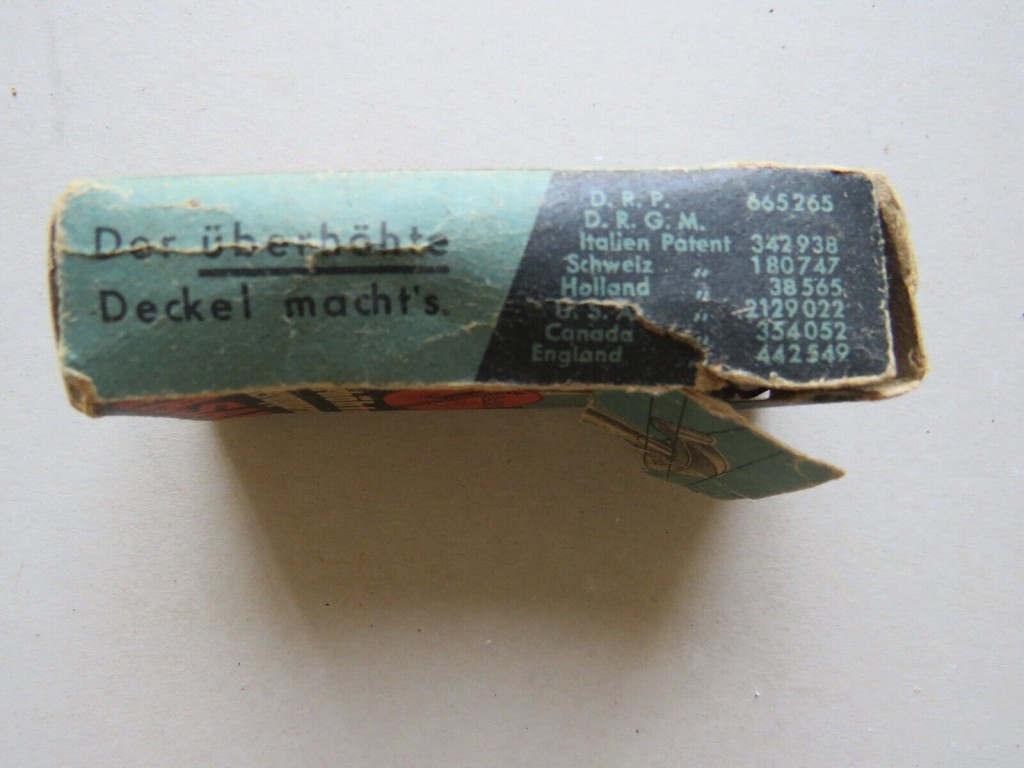 Der überhöhte
Deckel macht's.
D. R. P. 665265
D. R. G. M.
Italien Patent 342938
Schweiz „ 180747
Holland „ 38565
U. S. A. „ 2129022
Canada „ 354052
England 442549